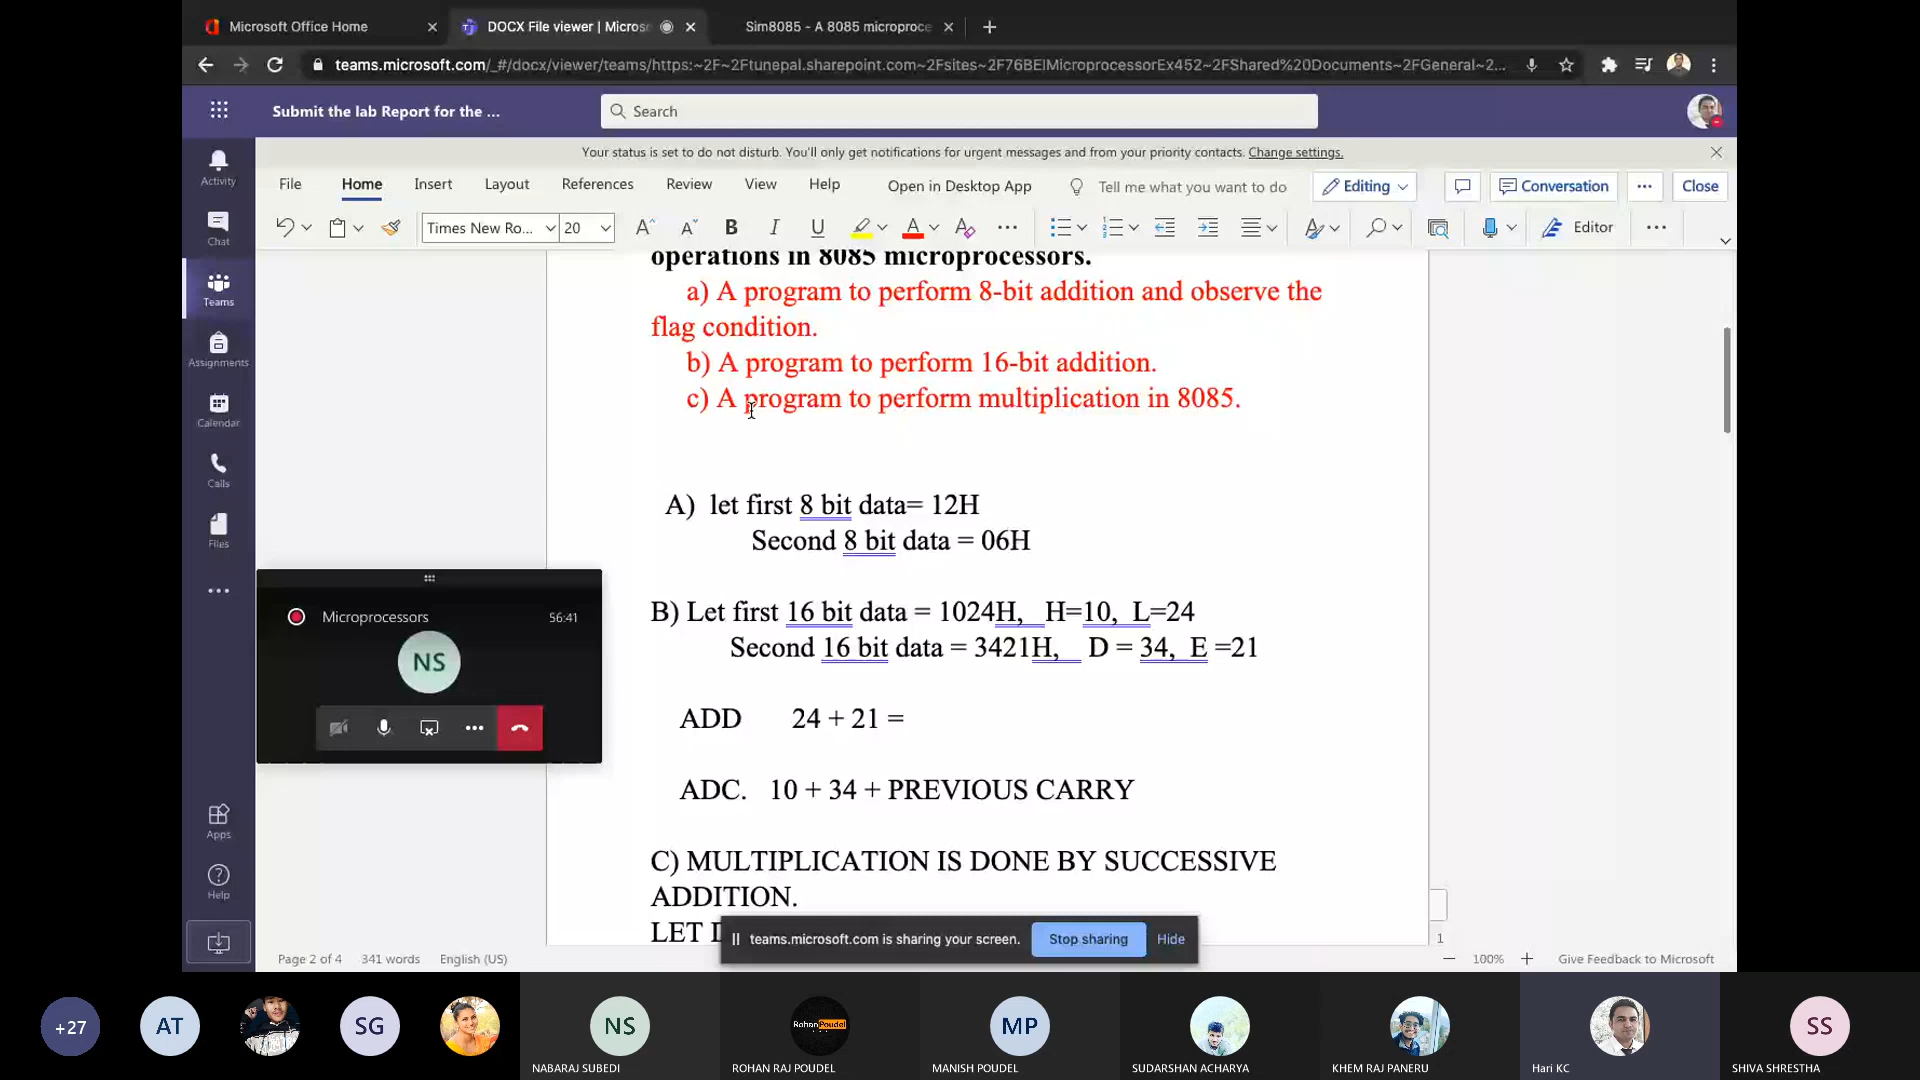 Microsoft Office Home
DOCX File viewer | Micros
Sim8085 - A 8085 microproce
teams.microsoft.com/_#/docx/viewer/teams/https:~2F~2Ftunepal.sharepoint.com~2Fsites~2F76BEIMicroprocessorEx452~2FShared%20Documents~2FGeneral~2...
Submit the lab Report for the ...
Search
Your status is set to do not disturb. You'll only get notifications for urgent messages and from your priority contacts. Change settings.
File Home Insert Layout References Review View Help Open in Desktop App Tell me what you want to do Editing Conversation ... Close
Times New Ro... 20 A A B I U A A ... Editor ...
Activity
Chat
Teams
Assignments
Calendar
Calls
Files
...
Apps
Help
operations in 8085 microprocessors.
a) A program to perform 8-bit addition and observe the
flag condition.
b) A program to perform 16-bit addition.
c) A program to perform multiplication in 8085.
A) let first 8 bit data= 12H
Second 8 bit data = 06H
B) Let first 16 bit data = 1024H, H=10, L=24
Second 16 bit data = 3421H, D = 34, E =21
ADD 24 + 21 =
ADC. 10 + 34 + PREVIOUS CARRY
C) MULTIPLICATION IS DONE BY SUCCESSIVE
ADDITION.
LET
Microprocessors 56:41
NS
teams.microsoft.com is sharing your screen. Stop sharing Hide
1
Page 2 of 4 341 words English (US) 100% Give Feedback to Microsoft
+27 AT SG NS RohanPoudel MP SS
NABARAJ SUBEDI ROHAN RAJ POUDEL MANISH POUDEL SUDARSHAN ACHARYA KHEM RAJ PANERU Hari KC SHIVA SHRESTHA